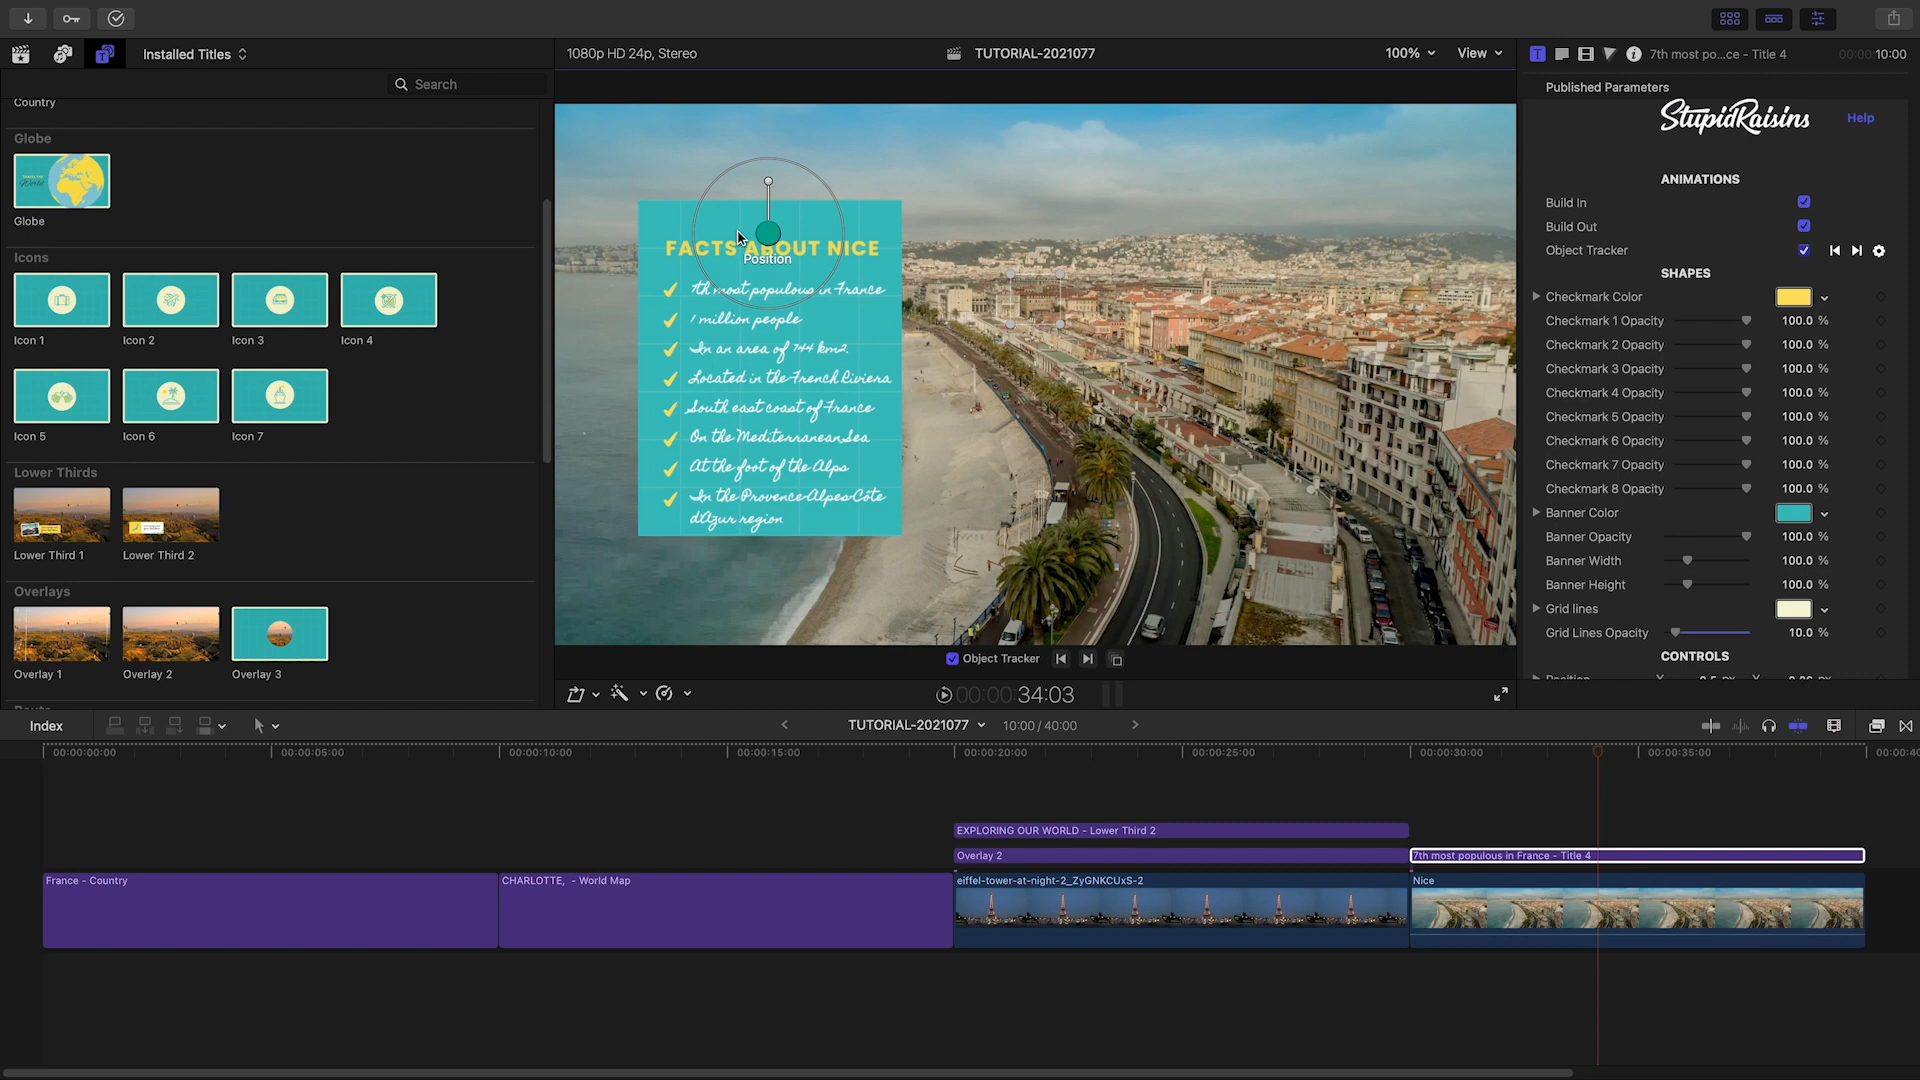 Installed Titles
1080p HD 24p, Stereo
TUTORIAL-2021077
100%
View
7th most po...ce - Title 4
00:00:10:00
Search
Country
Globe
Globe
Icons
Icon 1
Icon 2
Icon 3
Icon 4
Icon 5
Icon 6
Icon 7
Lower Thirds
Lower Third 1
Lower Third 2
Overlays
Overlay 1
Overlay 2
Overlay 3
FACTS ABOUT NICE
Position
7th most populous in France
1 million people
In an area of 744 km2.
Located in the French Riviera
South east coast of France
On the Mediterranean Sea
At the foot of the Alps
In the Provence-Alpes-Côte
d'Azur region
Object Tracker
00:00:34:03
Published Parameters
StupidRaisins
Help
ANIMATIONS
Build In
Build Out
Object Tracker
SHAPES
Checkmark Color
Checkmark 1 Opacity 100.0 %
Checkmark 2 Opacity 100.0 %
Checkmark 3 Opacity 100.0 %
Checkmark 4 Opacity 100.0 %
Checkmark 5 Opacity 100.0 %
Checkmark 6 Opacity 100.0 %
Checkmark 7 Opacity 100.0 %
Checkmark 8 Opacity 100.0 %
Banner Color
Banner Opacity 100.0 %
Banner Width 100.0 %
Banner Height 100.0 %
Grid lines
Grid Lines Opacity 10.0 %
CONTROLS
Index
TUTORIAL-2021077
10:00 / 40:00
00:00:00:00
00:00:05:00
00:00:10:00
00:00:15:00
00:00:20:00
00:00:25:00
00:00:30:00
00:00:35:00
EXPLORING OUR WORLD - Lower Third 2
Overlay 2
7th most populous in France - Title 4
France - Country
CHARLOTTE, - World Map
eiffel-tower-at-night-2_ZyGNKCUxS-2
Nice